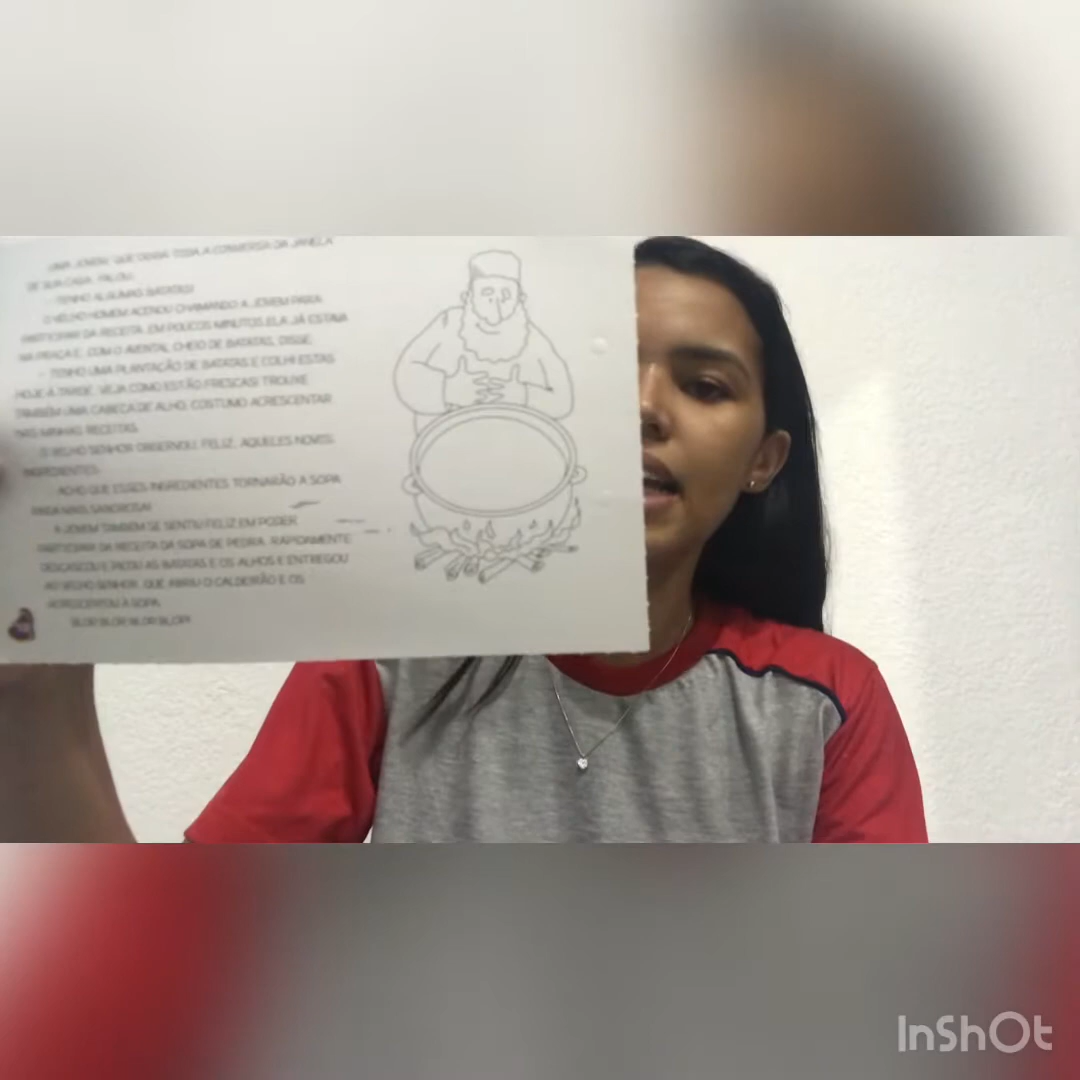 UMA JOVEM, QUE OUVIA TODA A CONVERSA DA JANELA
DE SUA CASA, FALOU:
- TENHO ALGUMAS BATATAS!
O VELHO HOMEM ACENOU CHAMANDO A JOVEM PARA
PARTICIPAR DA RECEITA. EM POUCOS MINUTOS ELA JÁ ESTAVA
NA PRAÇA E, COM O AVENTAL CHEIO DE BATATAS, DISSE:
- TENHO UMA PLANTAÇÃO DE BATATAS E COLHI ESTAS
HOJE À TARDE. VEJA COMO ESTÃO FRESCAS! TROUXE
TAMBÉM UMA CABEÇA DE ALHO, COSTUMO ACRESCENTAR
NAS MINHAS RECEITAS.
O VELHO SENHOR OBSERVOU, FELIZ, AQUELES NOVOS
INGREDIENTES.
- ACHO QUE ESSES INGREDIENTES TORNARÃO A SOPA
AINDA MAIS SABOROSA!
A JOVEM TAMBÉM SE SENTIU FELIZ EM PODER
PARTICIPAR DA RECEITA DA SOPA DE PEDRA. RAPIDAMENTE
DESCASCOU E PICOU AS BATATAS E OS ALHOS E ENTREGOU
AO VELHO SENHOR, QUE ABRIU O CALDEIRÃO E OS
ACRESCENTOU À SOPA.
BLOP, BLOP, BLOP, BLOP!
InShOt